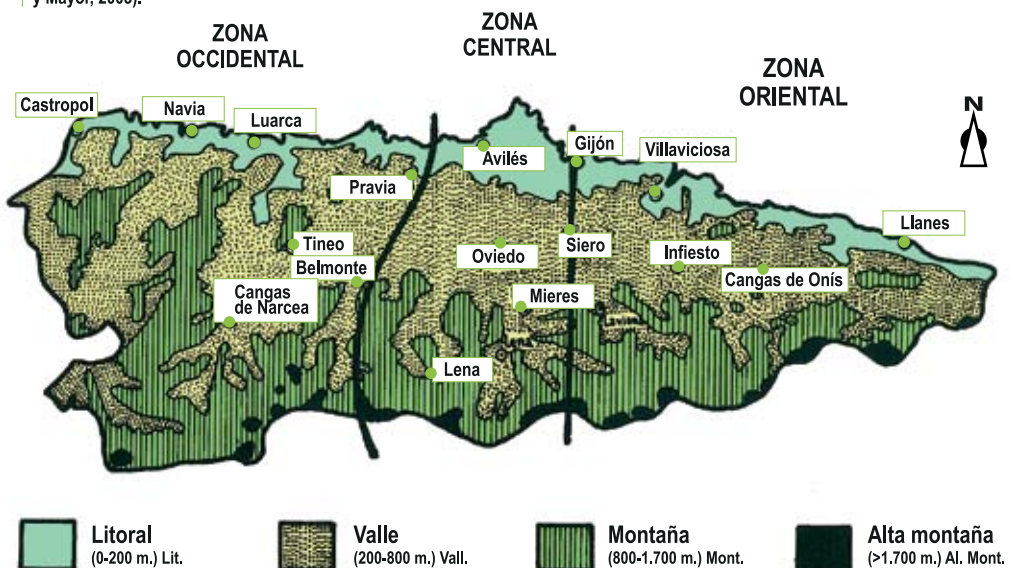 y Mayor, 2003).
ZONA
OCCIDENTAL
ZONA
CENTRAL
ZONA
ORIENTAL
N
Castropol
Navia
Luarca
Avilés
Gijón
Villaviciosa
Pravia
Llanes
Tineo
Oviedo
Siero
Infiesto
Belmonte
Cangas de Onís
Cangas
de Narcea
Mieres
Lena
Litoral
(0-200 m.) Lit.
Valle
(200-800 m.) Vall.
Montaña
(800-1.700 m.) Mont.
Alta montaña
(>1.700 m.) Al. Mont.